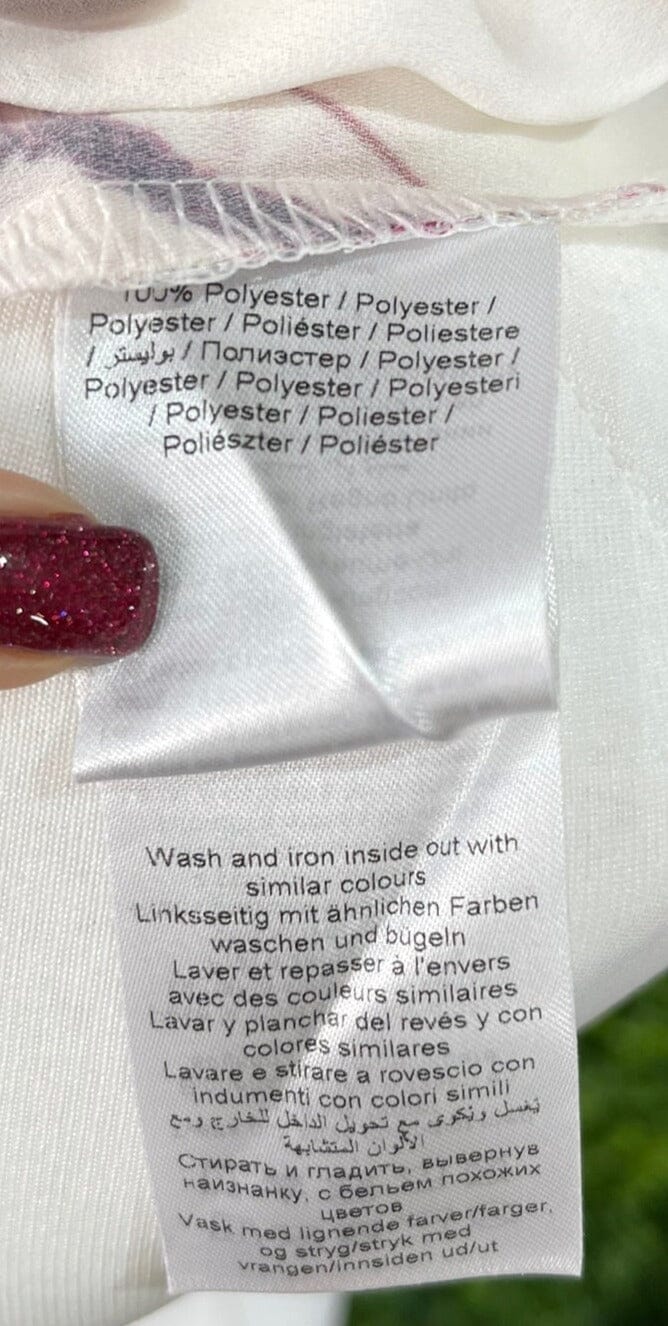 100% Polyester / Polyester /
Polyester / Poliéster / Poliestere
/ بوليستر / Полиэстер / Polyester /
Polyester / Polyester / Polyesteri
/ Polyester / Poliester /
Poliészter / Poliéster
Wash and iron inside out with
similar colours
Linksseitig mit ähnlichen Farben
waschen und bügeln
Laver et repasser à l'envers
avec des couleurs similaires
Lavar y planchar del revés y con
colores similares
Lavare e stirare a rovescio con
indumenti con colori simili
يُغسل ويُكوى مع تحويل الداخل للخارج ومع
الألوان المتشابهة
Стирать и гладить, вывернув
наизнанку, с бельем похожих
цветов
Vask med lignende farver/farger,
og stryg/stryk med
vrangen/innsiden ud/ut